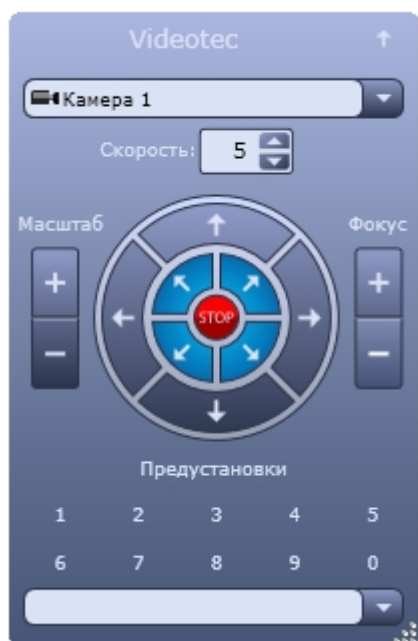 Videotec
Камера 1
Скорость: 5
Масштаб Фокус
+ +
STOP
− −
Предустановки
1 2 3 4 5
6 7 8 9 0